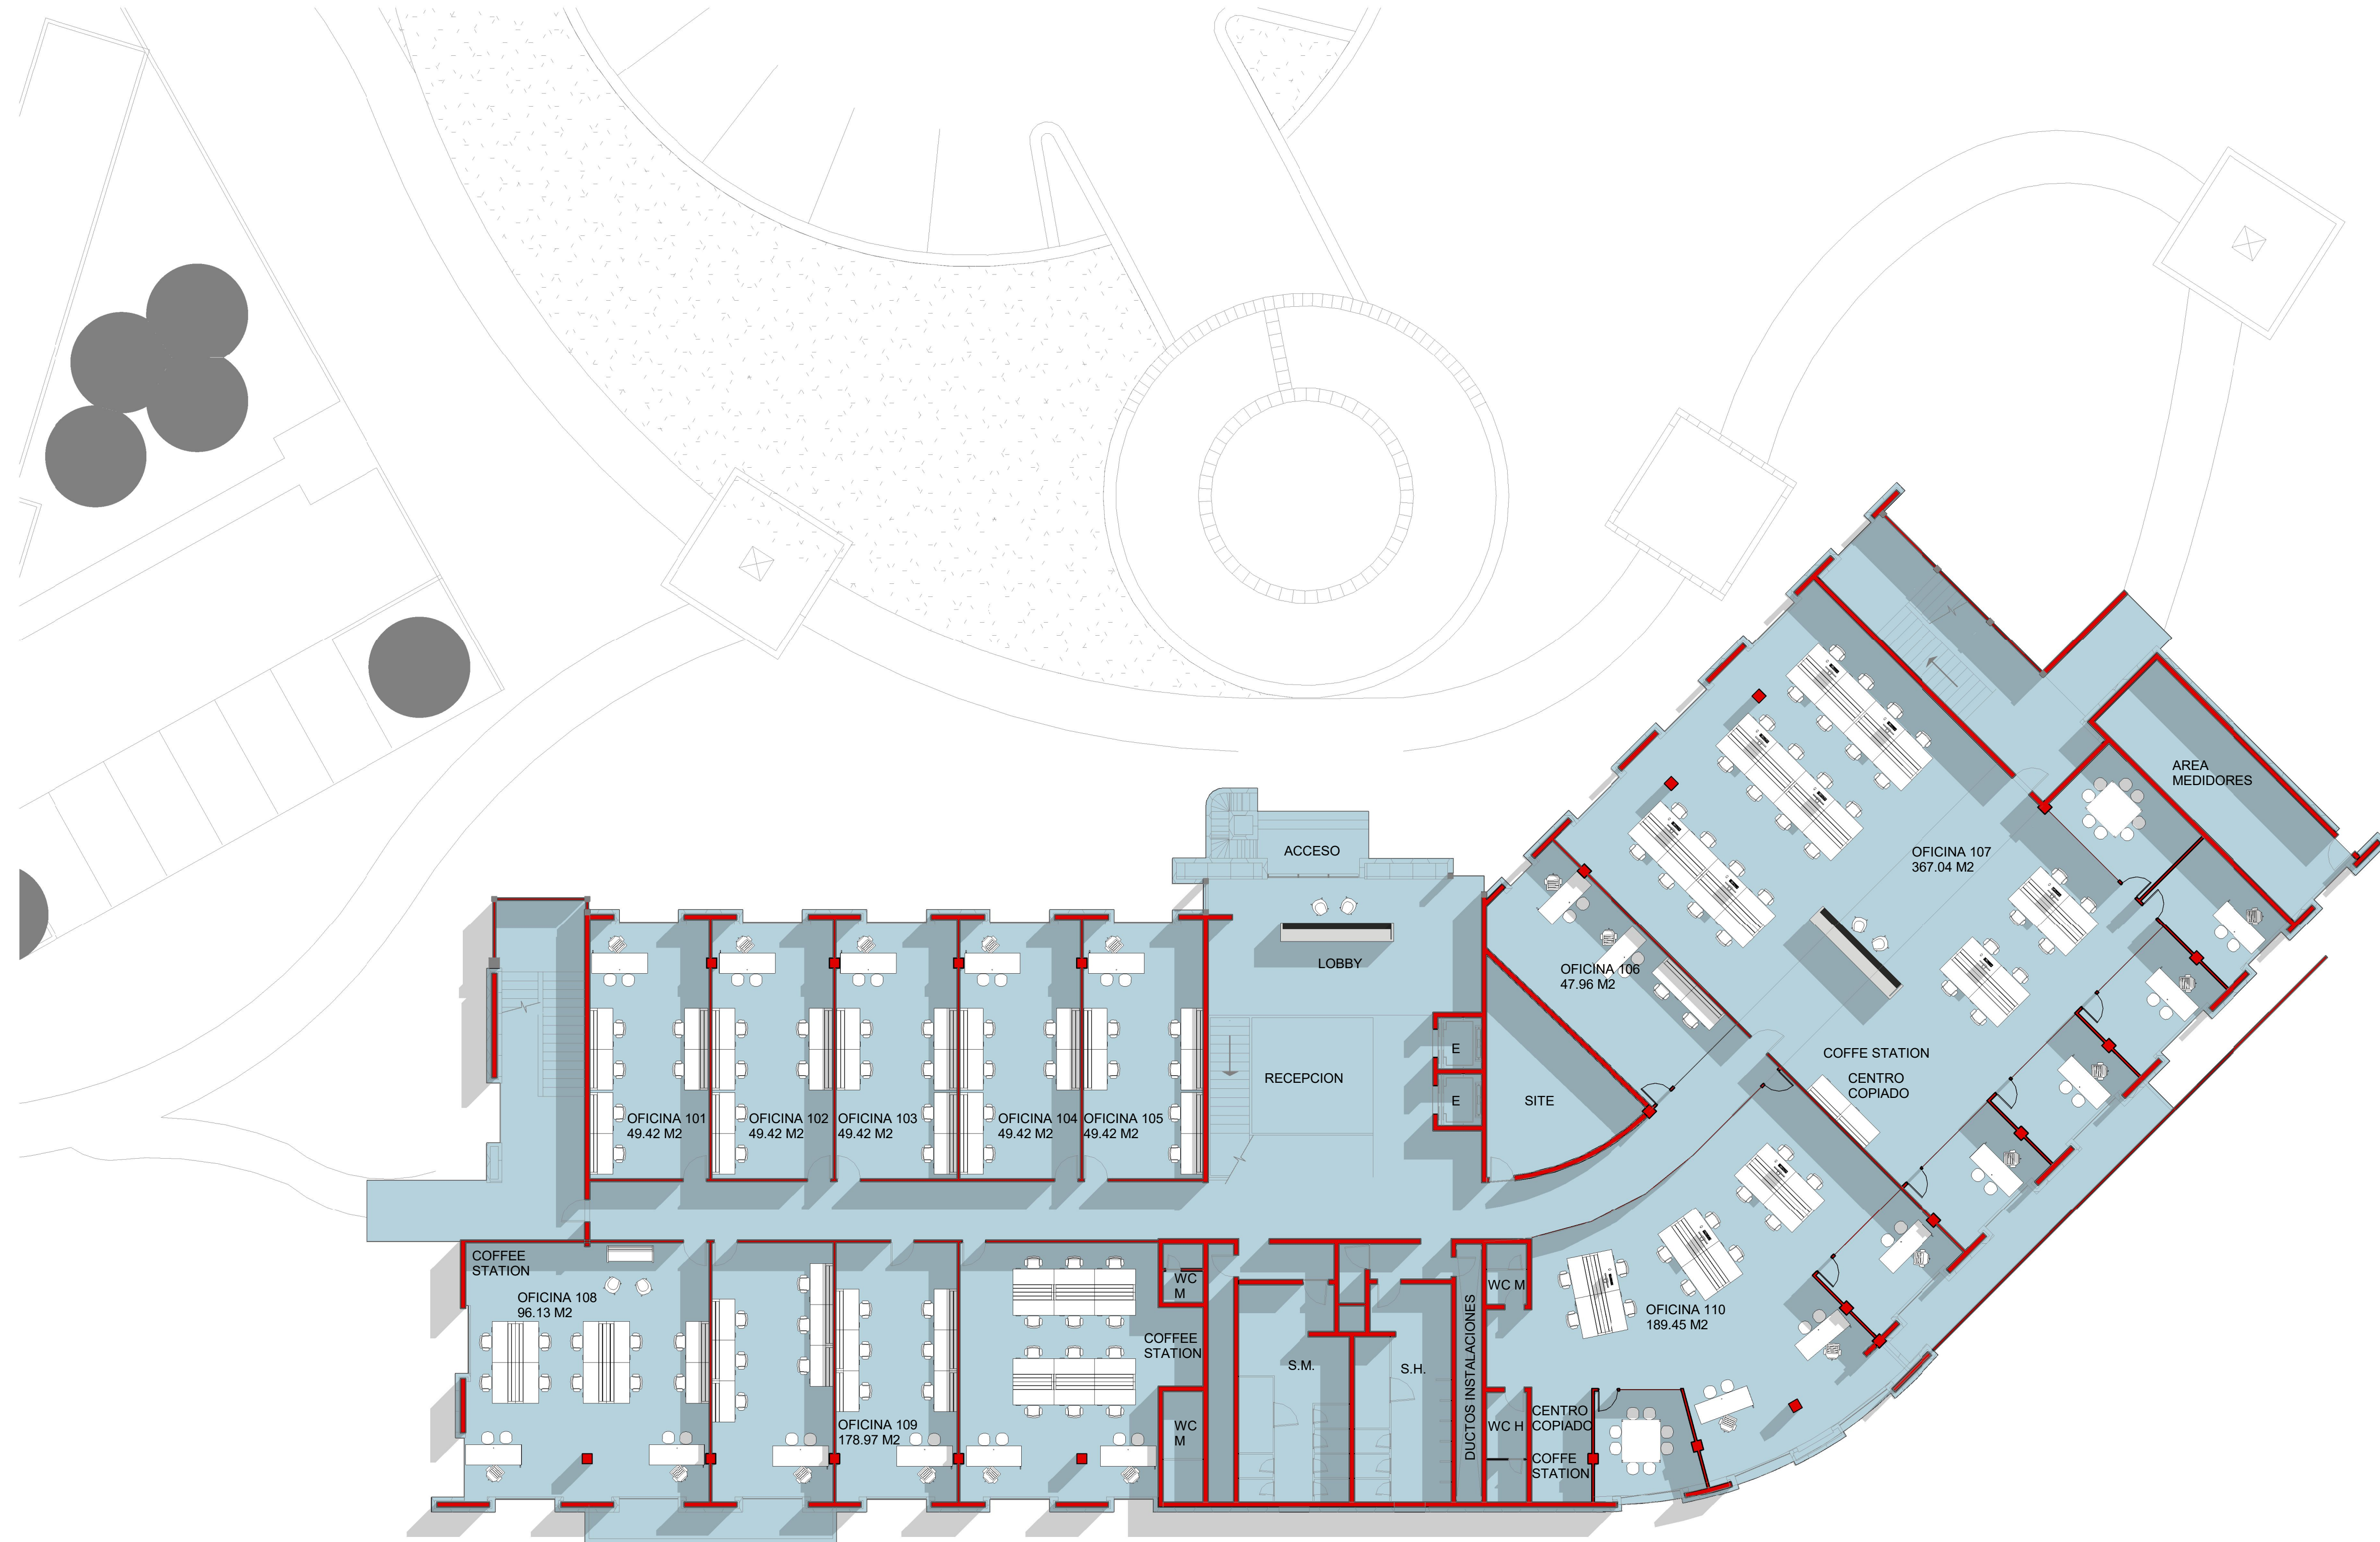 AREA
MEDIDORES
ACCESO
OFICINA 107
367.04 M2
LOBBY
OFICINA 106
47.96 M2
E
RECEPCION
E
SITE
COFFE STATION
CENTRO
COPIADO
OFICINA 101
49.42 M2
OFICINA 102
49.42 M2
OFICINA 103
49.42 M2
OFICINA 104
49.42 M2
OFICINA 105
49.42 M2
COFFEE
STATION
OFICINA 108
96.13 M2
WC
M
WC M
COFFEE
STATION
S.M.
S.H.
DUCTOS INSTALACIONES
OFICINA 110
189.45 M2
OFICINA 109
178.97 M2
WC
M
WC H
CENTRO
COPIADO
COFFE
STATION